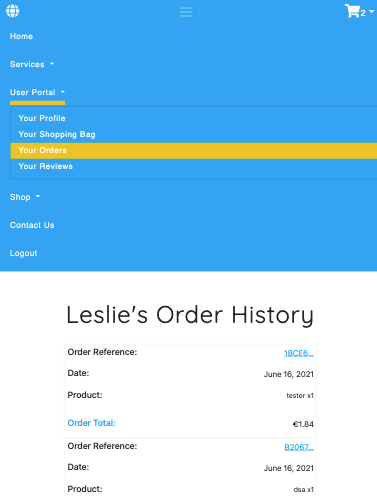 2
Home
Services
User Portal
Your Profile
Your Shopping Bag
Your Orders
Your Reviews
Shop
Contact Us
Logout
Leslie's Order History
Order Reference: 1BCE6...
Date: June 16, 2021
Product: tester x1
Order Total: €1.84
Order Reference: B2067...
Date: June 16, 2021
Product: dsa x1